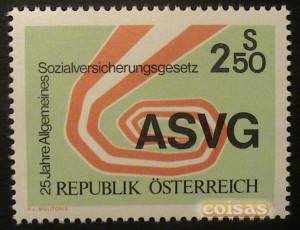 S
2.50
25 Jahre Allgemeines
Sozialversicherungsgesetz
ASVG
REPUBLIK ÖSTERREICH
coisas